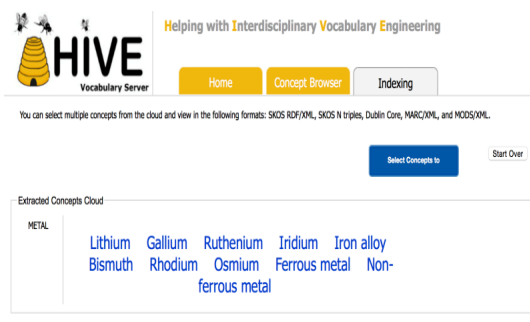 HIVE
Vocabulary Server
Helping with Interdisciplinary Vocabulary Engineering
Home Concept Browser Indexing
You can select multiple concepts from the cloud and view in the following formats: SKOS RDF/XML, SKOS N triples, Dublin Core, MARC/XML, and MODS/XML.
Select Concepts to Start Over
Extracted Concepts Cloud
METAL
Lithium Gallium Ruthenium Iridium Iron alloy
Bismuth Rhodium Osmium Ferrous metal Non-
ferrous metal